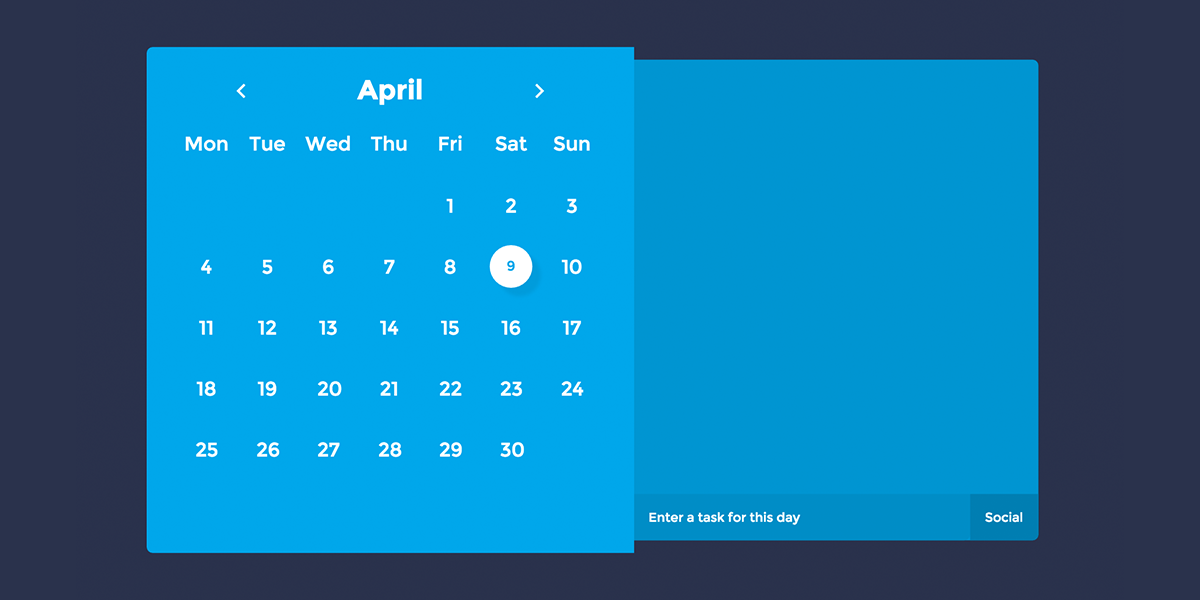 April
Mon Tue Wed Thu Fri Sat Sun
1 2 3
4 5 6 7 8 9 10
11 12 13 14 15 16 17
18 19 20 21 22 23 24
25 26 27 28 29 30
Enter a task for this day Social